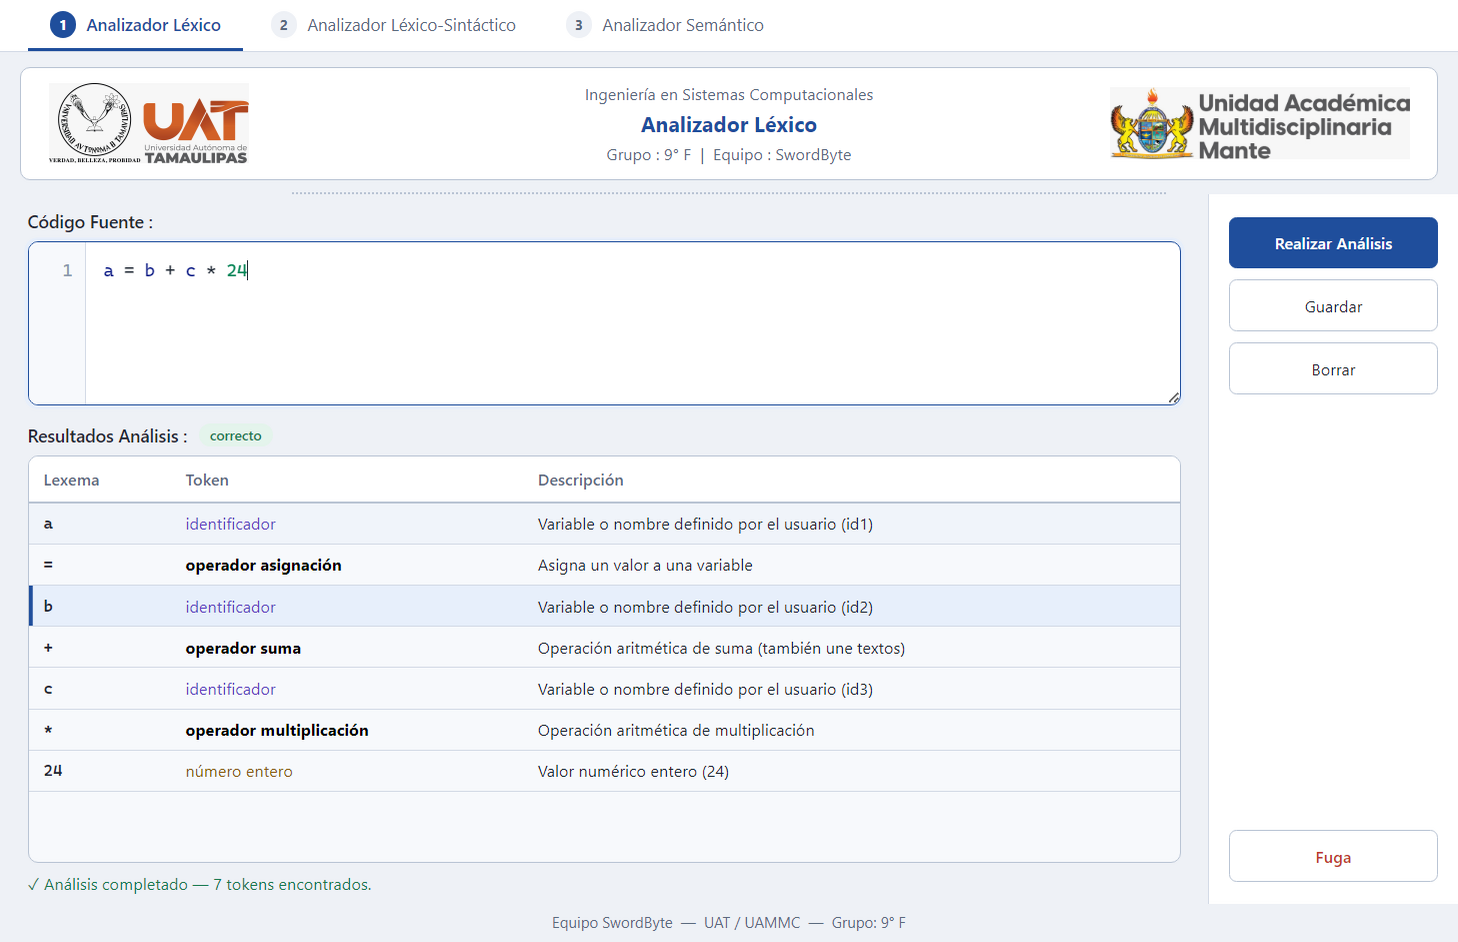 1 Analizador Léxico 2 Analizador Léxico-Sintáctico 3 Analizador Semántico
UNIVERSIDAD AVTONOMA D TAMAVLIPAS
VERDAD, BELLEZA, PROBIDAD
UAT
Universidad Autónoma de
TAMAULIPAS
Ingeniería en Sistemas Computacionales
Analizador Léxico
Grupo : 9° F | Equipo : SwordByte
Unidad Académica
Multidisciplinaria
Mante
Código Fuente :
1 a = b + c * 24
Realizar Análisis
Guardar
Borrar
Resultados Análisis : correcto
Lexema Token Descripción
a identificador Variable o nombre definido por el usuario (id1)
= operador asignación Asigna un valor a una variable
b identificador Variable o nombre definido por el usuario (id2)
+ operador suma Operación aritmética de suma (también une textos)
c identificador Variable o nombre definido por el usuario (id3)
* operador multiplicación Operación aritmética de multiplicación
24 número entero Valor numérico entero (24)
Fuga
✓ Análisis completado — 7 tokens encontrados.
Equipo SwordByte — UAT / UAMMC — Grupo: 9° F